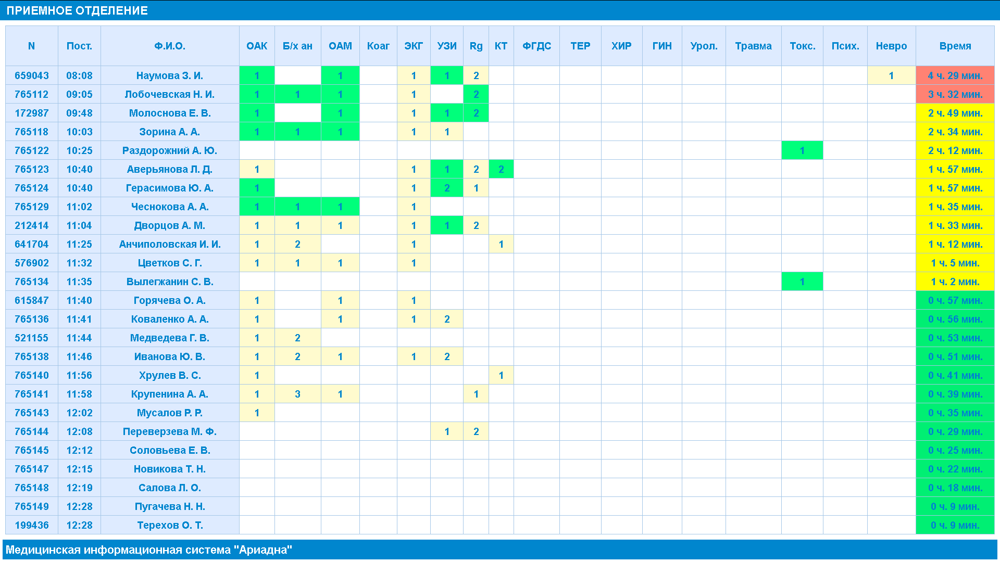 ПРИЕМНОЕ ОТДЕЛЕНИЕ
N Пост. Ф.И.О. ОАК Б/х ан ОАМ Коаг ЭКГ УЗИ Rg КТ ФГДС ТЕР ХИР ГИН Урол. Травма Токс. Псих. Невро Время
659043 08:08 Наумова З. И. 1 1 1 1 2 1 4 ч. 29 мин.
765112 09:05 Лобочевская Н. И. 1 1 1 1 2 3 ч. 32 мин.
172987 09:48 Молоснова Е. В. 1 1 1 1 2 2 ч. 49 мин.
765118 10:03 Зорина А. А. 1 1 1 1 1 2 ч. 34 мин.
765122 10:25 Раздорожний А. Ю. 1 2 ч. 12 мин.
765123 10:40 Аверьянова Л. Д. 1 1 1 2 2 1 ч. 57 мин.
765124 10:40 Герасимова Ю. А. 1 1 2 1 1 ч. 57 мин.
765129 11:02 Чеснокова А. А. 1 1 1 1 1 ч. 35 мин.
212414 11:04 Дворцов А. М. 1 1 1 1 1 2 1 ч. 33 мин.
641704 11:25 Анчиполовская И. И. 1 2 1 1 1 ч. 12 мин.
576902 11:32 Цветков С. Г. 1 1 1 1 1 ч. 5 мин.
765134 11:35 Вылегжанин С. В. 1 1 ч. 2 мин.
615847 11:40 Горячева О. А. 1 1 1 0 ч. 57 мин.
765136 11:41 Коваленко А. А. 1 1 1 2 0 ч. 56 мин.
521155 11:44 Медведева Г. В. 1 2 0 ч. 53 мин.
765138 11:46 Иванова Ю. В. 1 2 1 1 2 0 ч. 51 мин.
765140 11:56 Хрулев В. С. 1 1 0 ч. 41 мин.
765141 11:58 Крупенина А. А. 1 3 1 1 0 ч. 39 мин.
765143 12:02 Мусалов Р. Р. 1 0 ч. 35 мин.
765144 12:08 Переверзева М. Ф. 1 2 0 ч. 29 мин.
765145 12:12 Соловьева Е. В. 0 ч. 25 мин.
765147 12:15 Новикова Т. Н. 0 ч. 22 мин.
765148 12:19 Салова Л. О. 0 ч. 18 мин.
765149 12:28 Пугачева Н. Н. 0 ч. 9 мин.
199436 12:28 Терехов О. Т. 0 ч. 9 мин.
Медицинская информационная система "Ариадна"